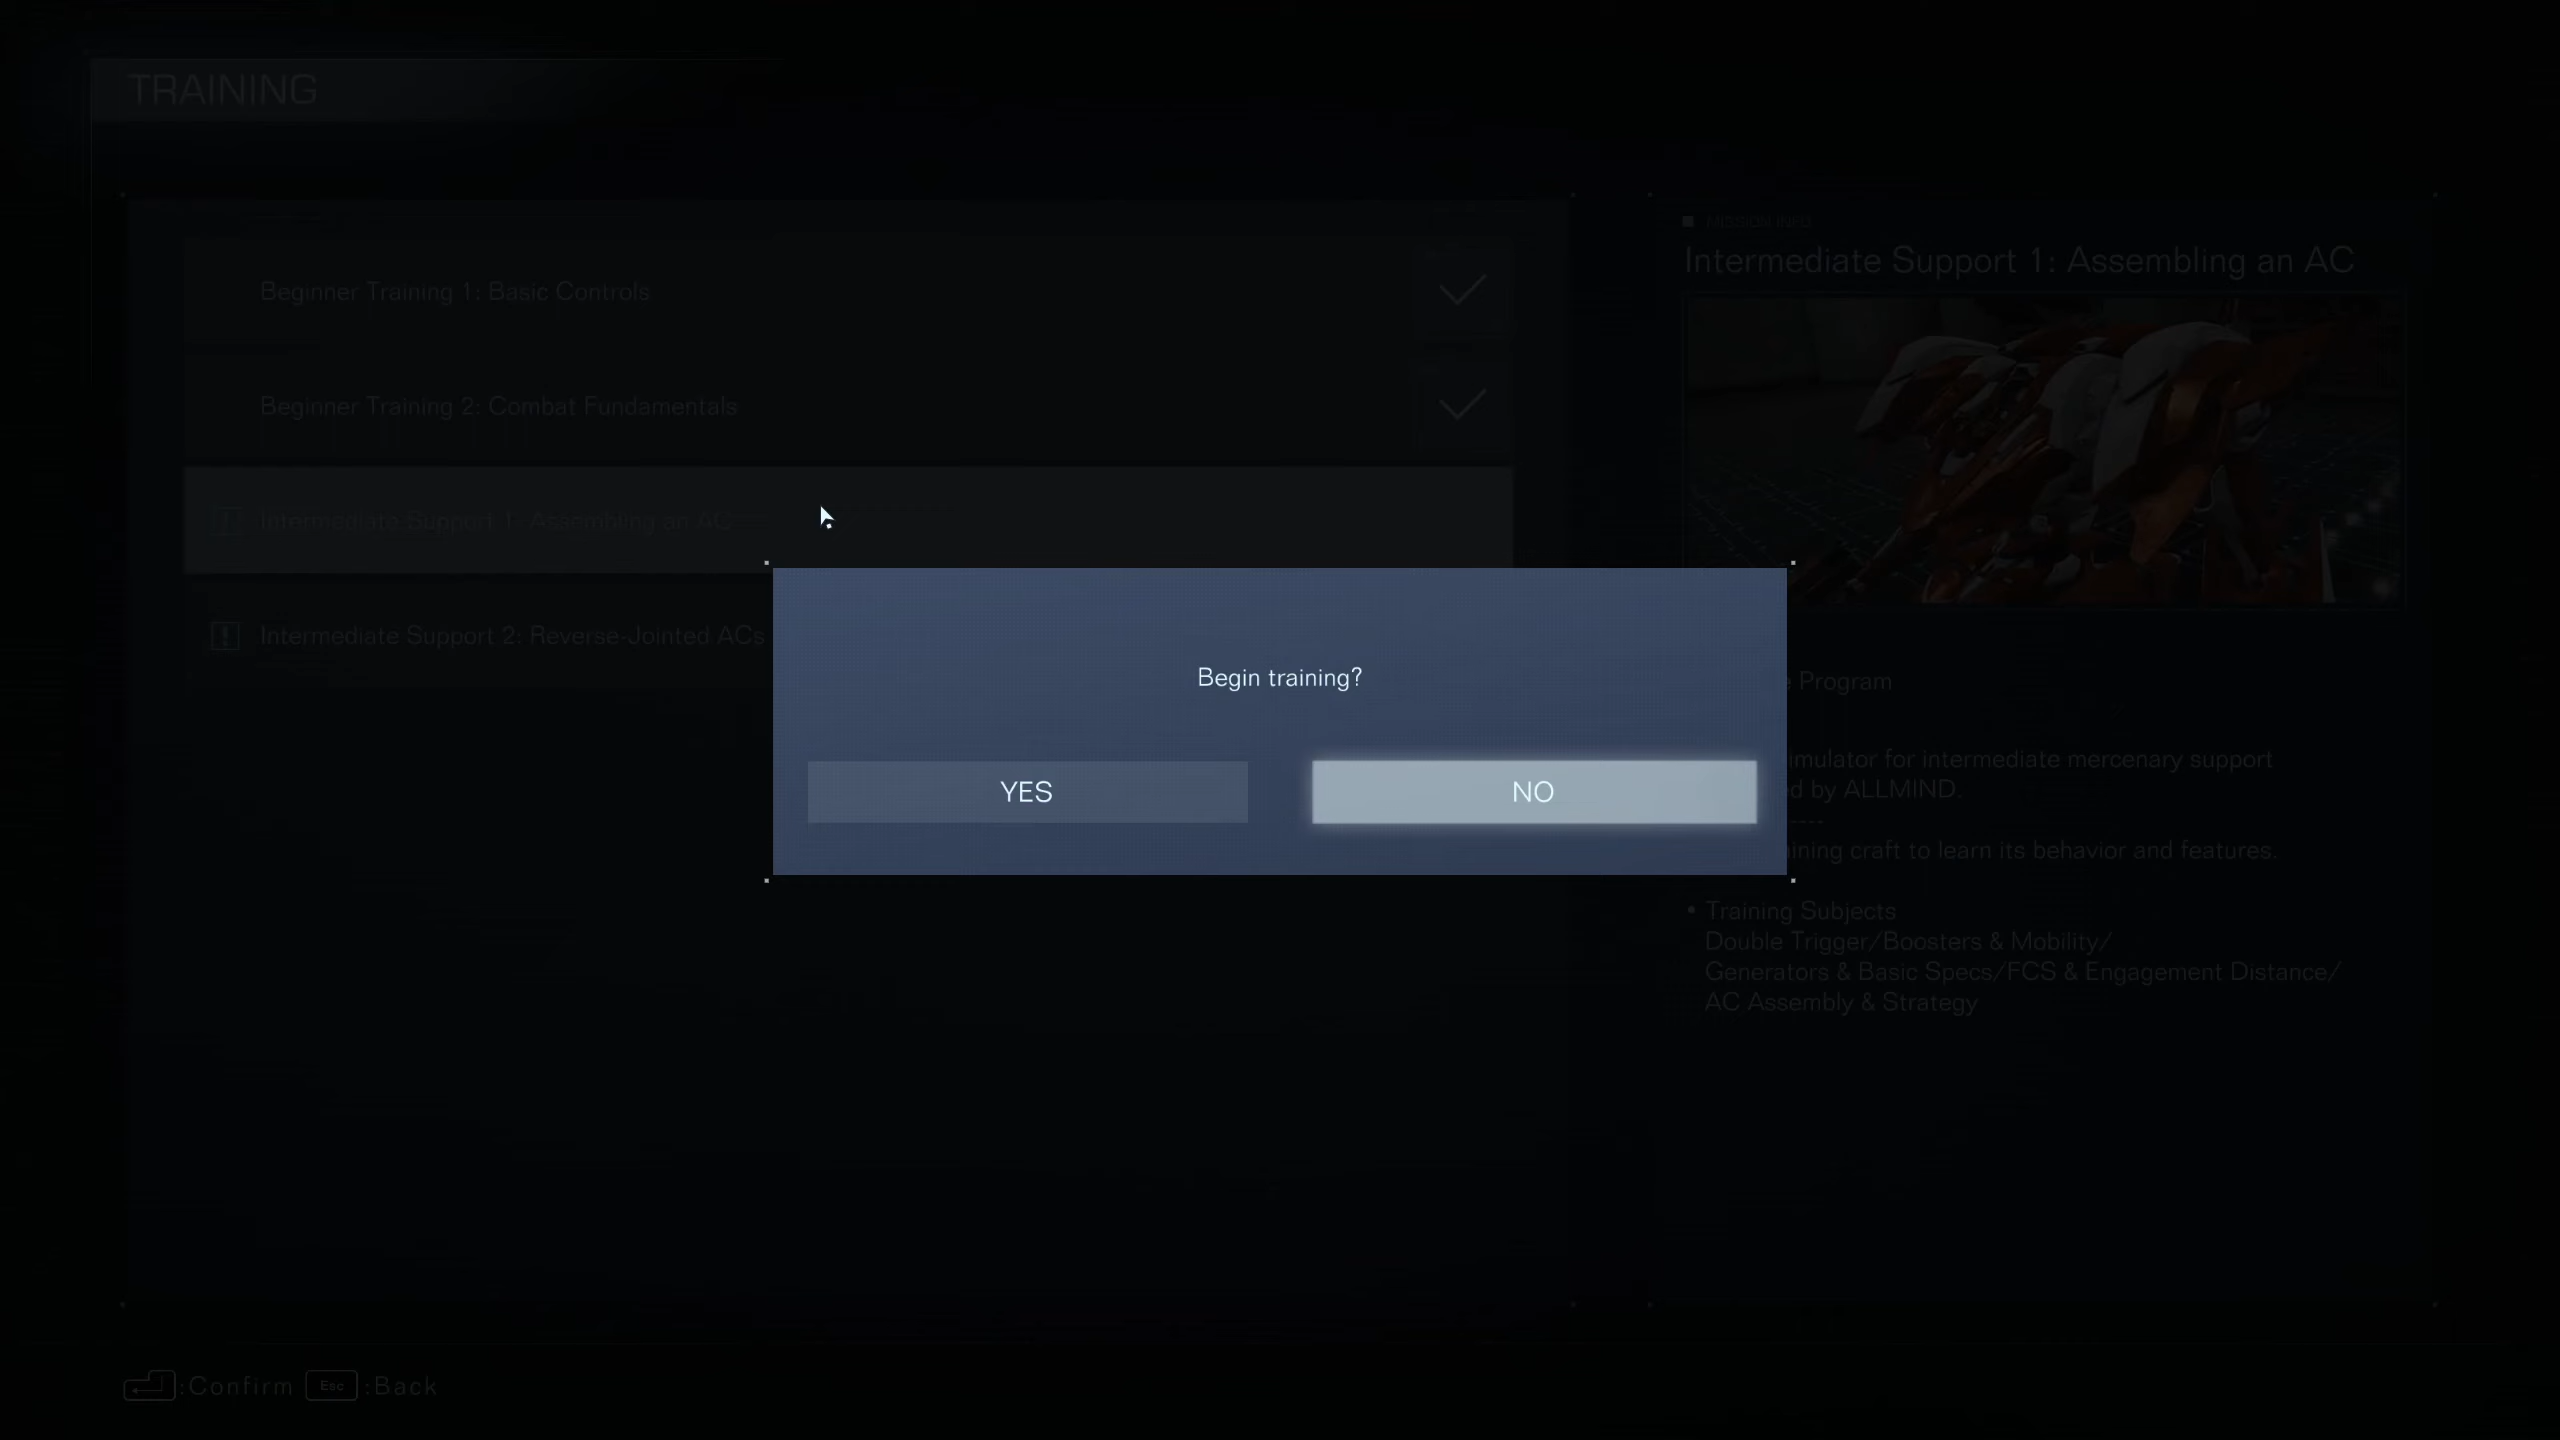 TRAINING
Beginner Training 1: Basic Controls
Beginner Training 2: Combat Fundamentals
Intermediate Support 1: Assembling an AC
Intermediate Support 2: Reverse-Jointed ACs
MISSION INFO
Intermediate Support 1: Assembling an AC
Begin training?
YES
NO
Program
for intermediate mercenary support
by ALLMIND.
craft to learn its behavior and features.
• Training Subjects
Double Trigger/Boosters & Mobility/
Generators & Basic Specs/FCS & Engagement Distance/
AC Assembly & Strategy
:Confirm Esc :Back